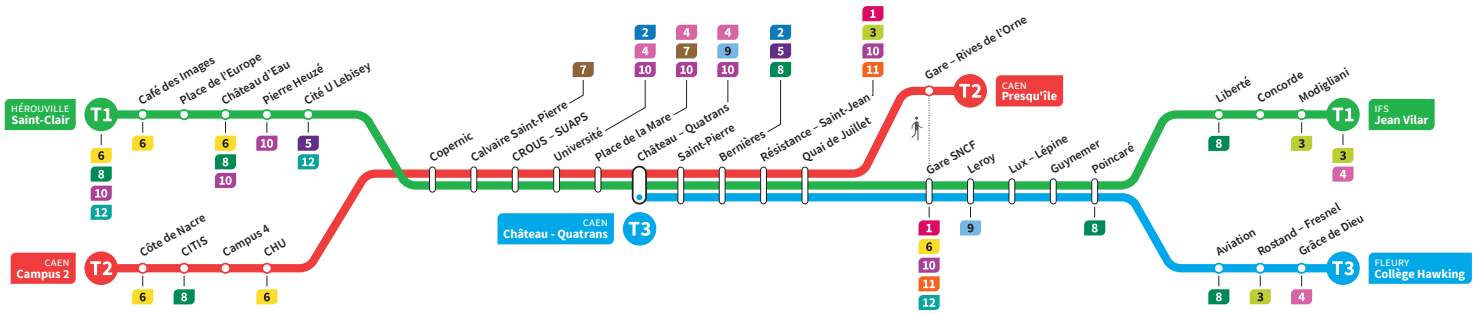 HÉROUVILLE
Saint-Clair
T1
6
8
10
12
Café des Images
6
Place de l'Europe
Château d'Eau
6
8
10
Pierre Heuzé
10
Cité U Lebisey
5
12
CAEN
Campus 2
T2
Côte de Nacre
6
CITIS
8
Campus 4
CHU
6
Copernic
Calvaire Saint-Pierre
7
CROUS – SUAPS
Université
2
4
10
Place de la Mare
4
7
10
Château – Quatrans
4
9
10
CAEN
Château - Quatrans
T3
Saint-Pierre
Bernières
2
5
8
Résistance – Saint-Jean
1
3
10
11
Quai de Juillet
Gare – Rives de l'Orne
T2
CAEN
Presqu'île
Gare SNCF
1
6
10
11
12
Leroy
9
Lux – Lépine
Guynemer
Poincaré
8
Liberté
8
Concorde
Modigliani
3
T1
3
4
IFS
Jean Vilar
Aviation
8
Rostand – Fresnel
3
Grâce de Dieu
4
T3
FLEURY
Collège Hawking